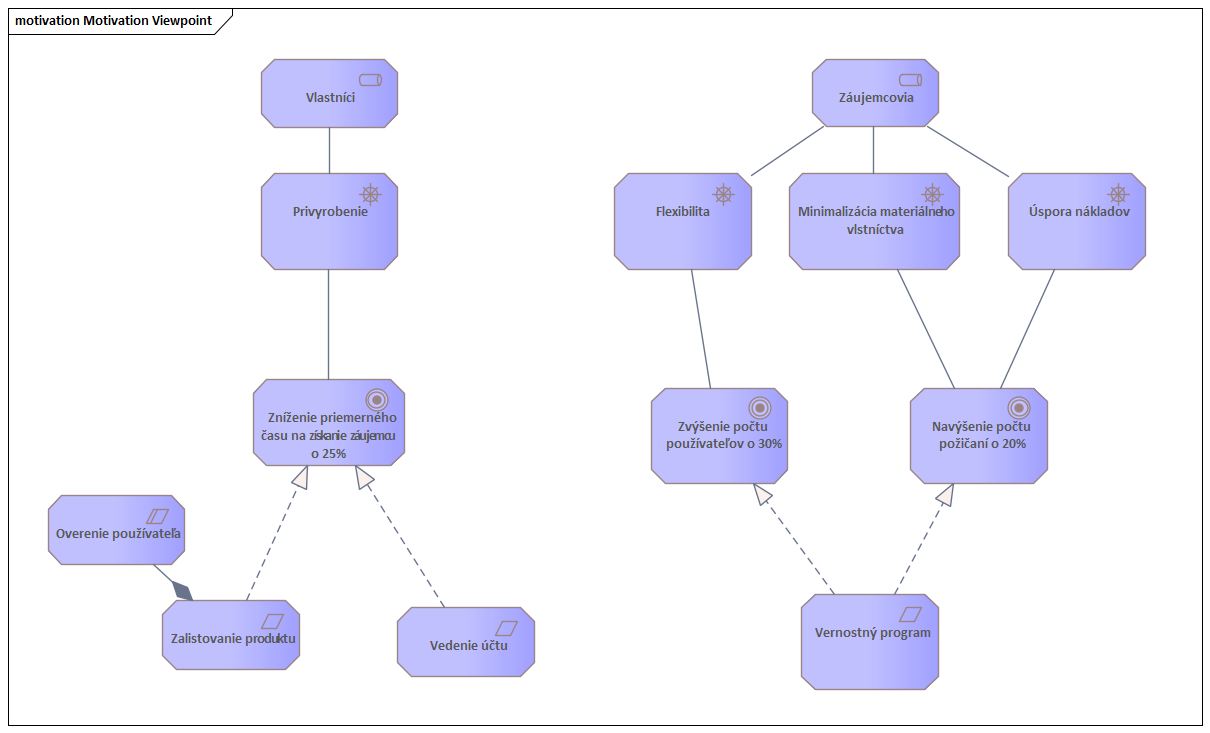 motivation Motivation Viewpoint
Vlastníci
Záujemcovia
Privyrobenie
Flexibilita
Minimalizácia materiálneho
vlstníctva
Úspora nákladov
Zníženie priemerného
času na získanie záujemcu
o 25%
Zvýšenie počtu
používateľov o 30%
Navýšenie počtu
požičaní o 20%
Overenie používateľa
Zalistovanie produktu
Vedenie účtu
Vernostný program